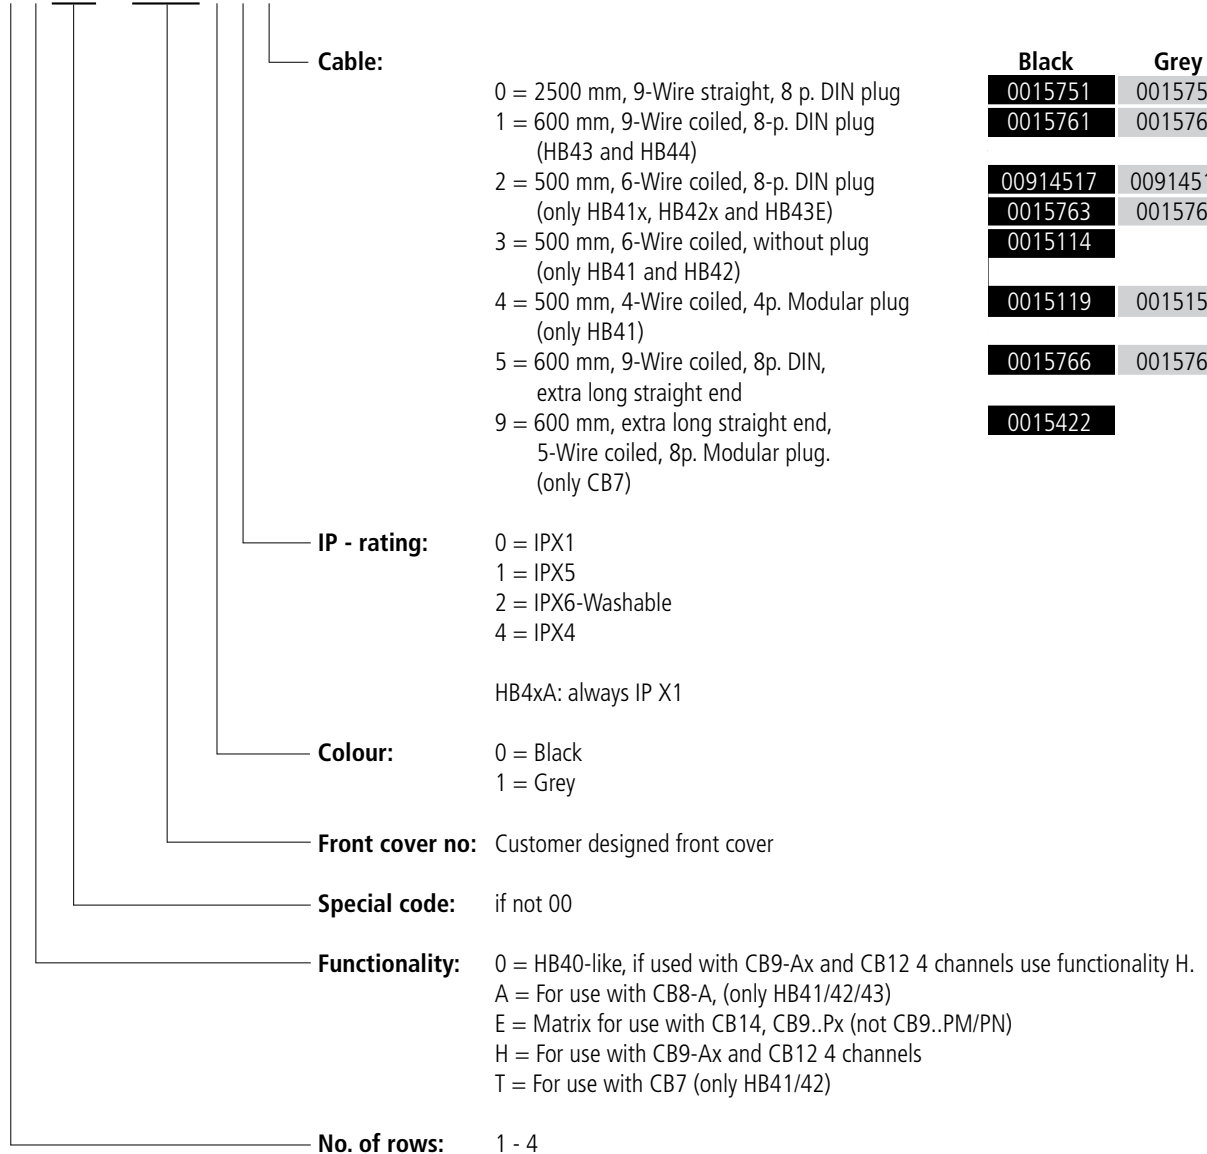 Cable: Black Grey
0 = 2500 mm, 9-Wire straight, 8 p. DIN plug 0015751
1 = 600 mm, 9-Wire coiled, 8-p. DIN plug 0015761
(HB43 and HB44)
2 = 500 mm, 6-Wire coiled, 8-p. DIN plug 00914517
(only HB41x, HB42x and HB43E) 0015763
3 = 500 mm, 6-Wire coiled, without plug 0015114
(only HB41 and HB42)
4 = 500 mm, 4-Wire coiled, 4p. Modular plug 0015119
(only HB41)
5 = 600 mm, 9-Wire coiled, 8p. DIN, 0015766
extra long straight end
9 = 600 mm, extra long straight end, 0015422
5-Wire coiled, 8p. Modular plug.
(only CB7)
IP - rating: 0 = IPX1
1 = IPX5
2 = IPX6-Washable
4 = IPX4
HB4xA: always IP X1
Colour: 0 = Black
1 = Grey
Front cover no: Customer designed front cover
Special code: if not 00
Functionality: 0 = HB40-like, if used with CB9-Ax and CB12 4 channels use functionality H.
A = For use with CB8-A, (only HB41/42/43)
E = Matrix for use with CB14, CB9..Px (not CB9..PM/PN)
H = For use with CB9-Ax and CB12 4 channels
T = For use with CB7 (only HB41/42)
No. of rows: 1 - 4